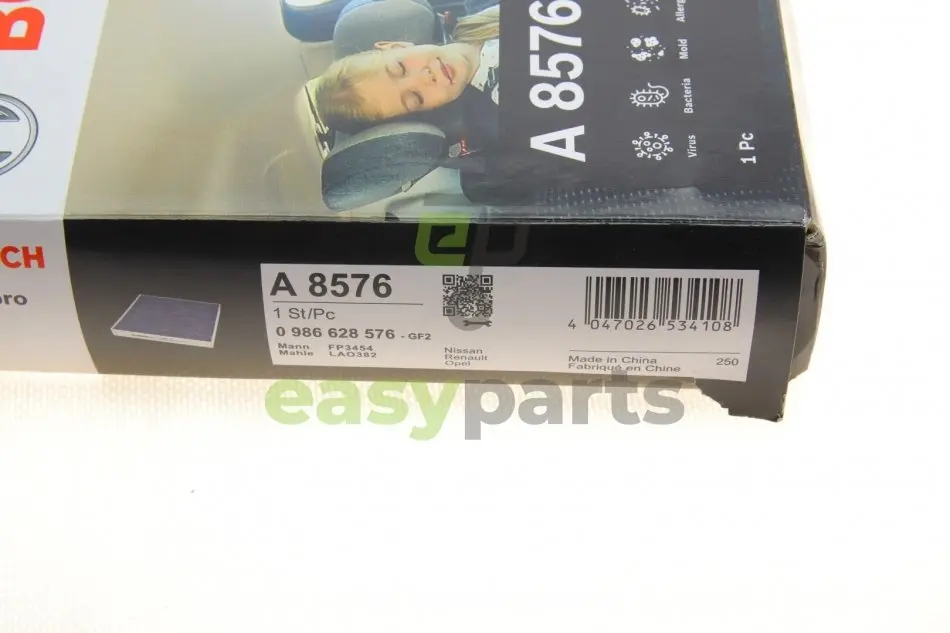 A 8576
Mold
Bacteria
Virus
1 Pc
A 8576
1 St/Pc
0 986 628 576 - GF2
Mann FP3454
Mahle LAO382
Nissan
Renault
Opel
4 047026 534108
Made in China
Fabriqué en Chine
250
easyparts